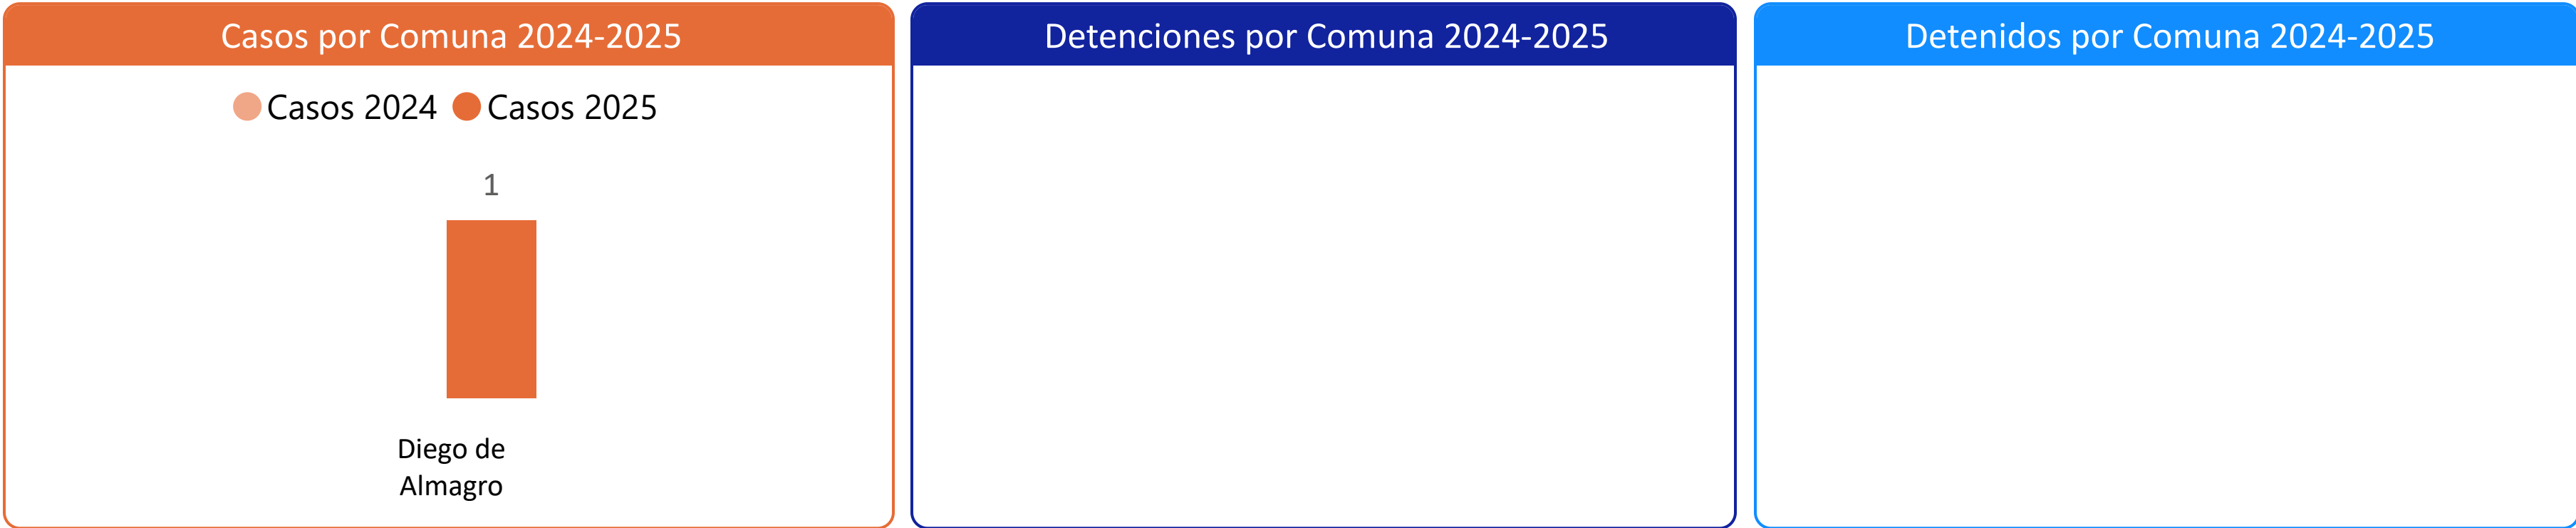 Casos por Comuna 2024-2025
Casos 2024 Casos 2025
1
Diego de
Almagro
Detenciones por Comuna 2024-2025
Detenidos por Comuna 2024-2025